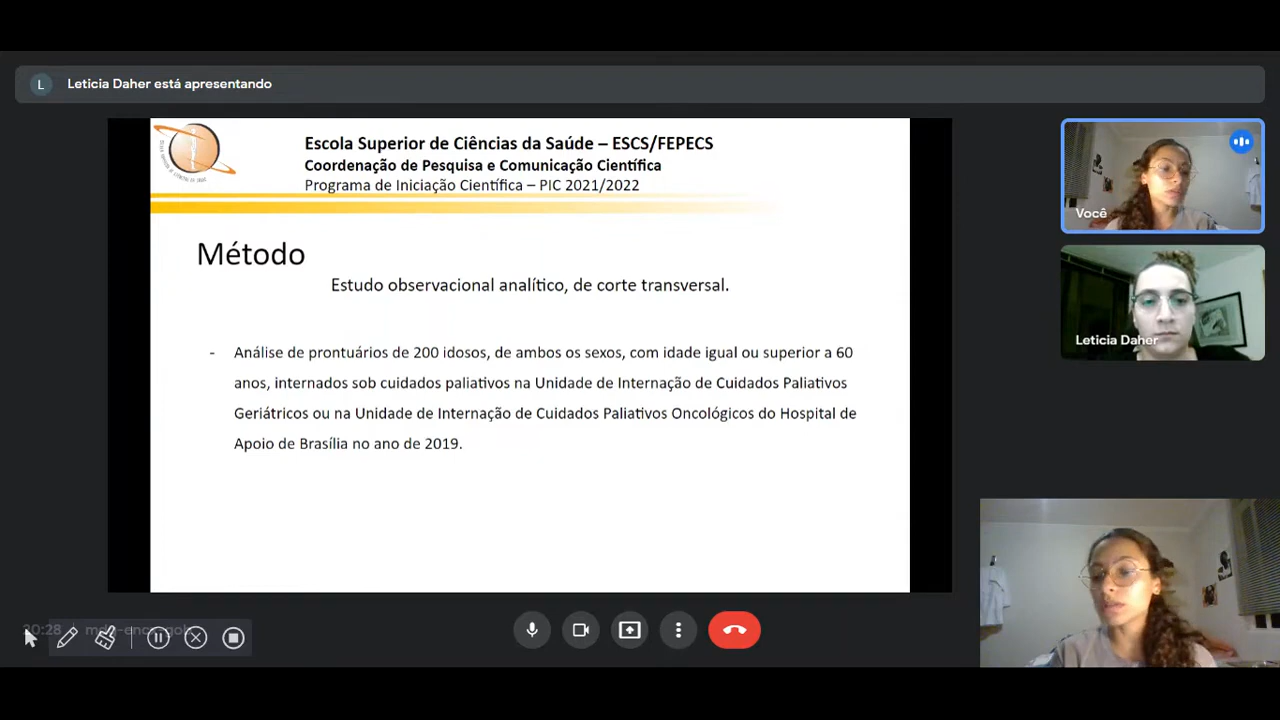 L Leticia Daher está apresentando
Escola Superior de Ciências da Saúde – ESCS/FEPECS
Coordenação de Pesquisa e Comunicação Científica
Programa de Iniciação Científica – PIC 2021/2022
Método
Estudo observacional analítico, de corte transversal.
- Análise de prontuários de 200 idosos, de ambos os sexos, com idade igual ou superior a 60
anos, internados sob cuidados paliativos na Unidade de Internação de Cuidados Paliativos
Geriátricos ou na Unidade de Internação de Cuidados Paliativos Oncológicos do Hospital de
Apoio de Brasília no ano de 2019.
Você
Leticia Daher
20:28